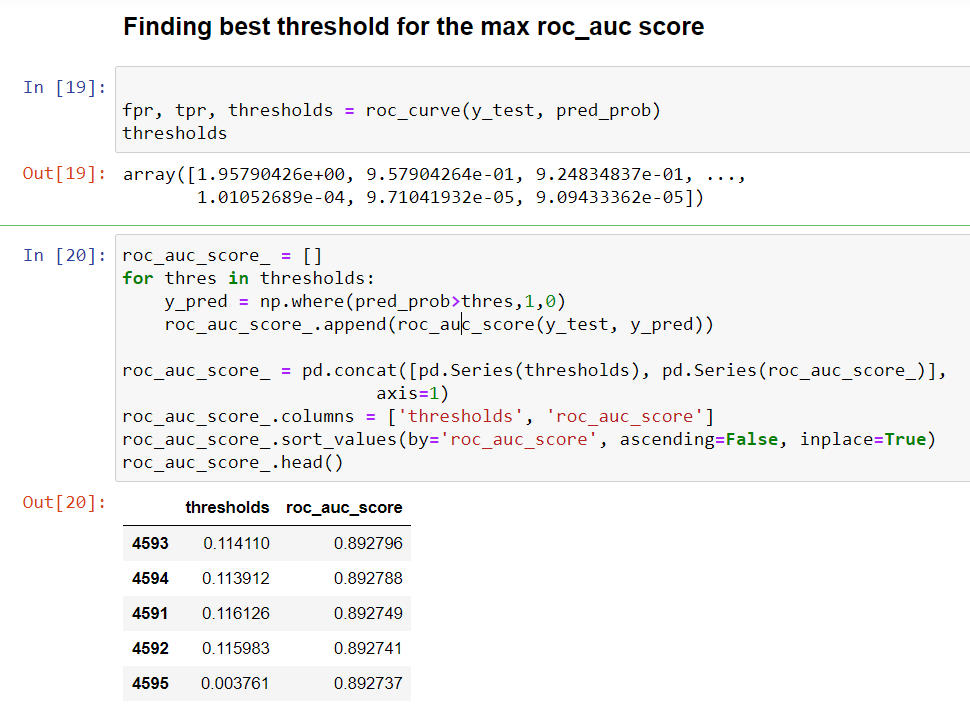 Finding best threshold for the max roc_auc score
In [19]:
fpr, tpr, thresholds = roc_curve(y_test, pred_prob)
thresholds
Out[19]: array([1.95790426e+00, 9.57904264e-01, 9.24834837e-01, ...,
1.01052689e-04, 9.71041932e-05, 9.09433362e-05])
In [20]: roc_auc_score_ = []
for thres in thresholds:
    y_pred = np.where(pred_prob>thres,1,0)
    roc_auc_score_.append(roc_auc_score(y_test, y_pred))
roc_auc_score_ = pd.concat([pd.Series(thresholds), pd.Series(roc_auc_score_)],
                        axis=1)
roc_auc_score_.columns = ['thresholds', 'roc_auc_score']
roc_auc_score_.sort_values(by='roc_auc_score', ascending=False, inplace=True)
roc_auc_score_.head()
Out[20]:
thresholds roc_auc_score
4593 0.114110 0.892796
4594 0.113912 0.892788
4591 0.116126 0.892749
4592 0.115983 0.892741
4595 0.003761 0.892737